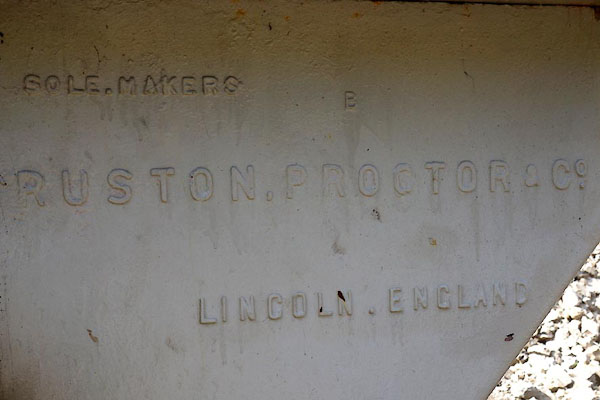 SOLE.MAKERS B
RUSTON.PROCTOR & Cº
LINCOLN.ENGLAND